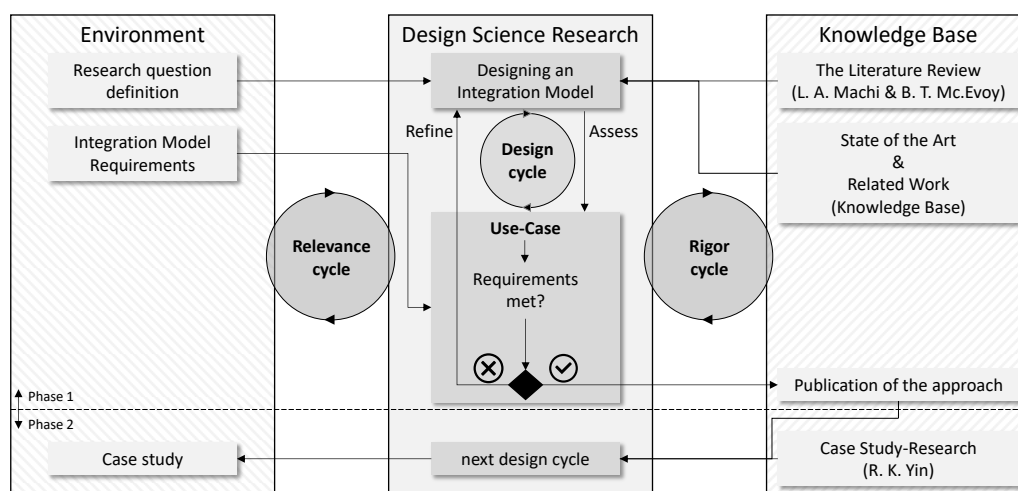 Environment
Research question
definition
Integration Model
Requirements
Relevance
cycle
Phase 1
Phase 2
Case study
Design Science Research
Designing an
Integration Model
Refine
Assess
Design
cycle
Use-Case
Requirements
met?
next design cycle
Rigor
cycle
Knowledge Base
The Literature Review
(L. A. Machi & B. T. Mc.Evoy)
State of the Art
&
Related Work
(Knowledge Base)
Publication of the approach
Case Study-Research
(R. K. Yin)